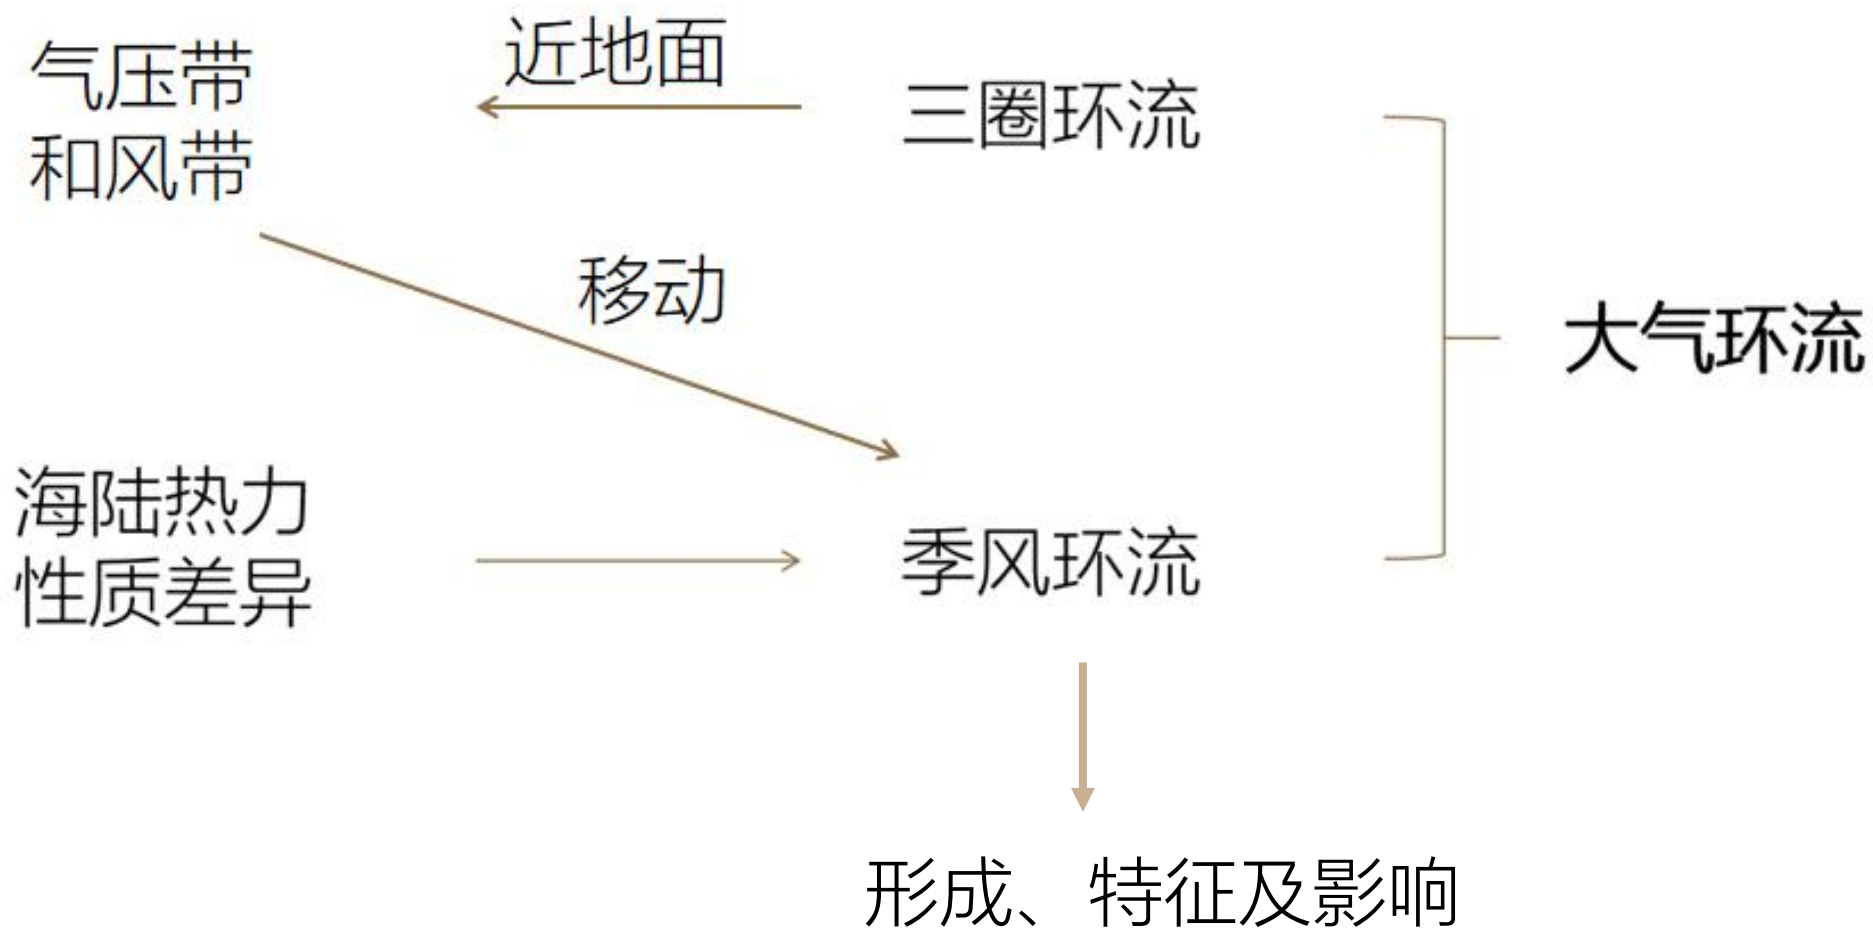 气压带
和风带
近地面
三圈环流
移动
大气环流
海陆热力
性质差异
季风环流
形成、特征及影响